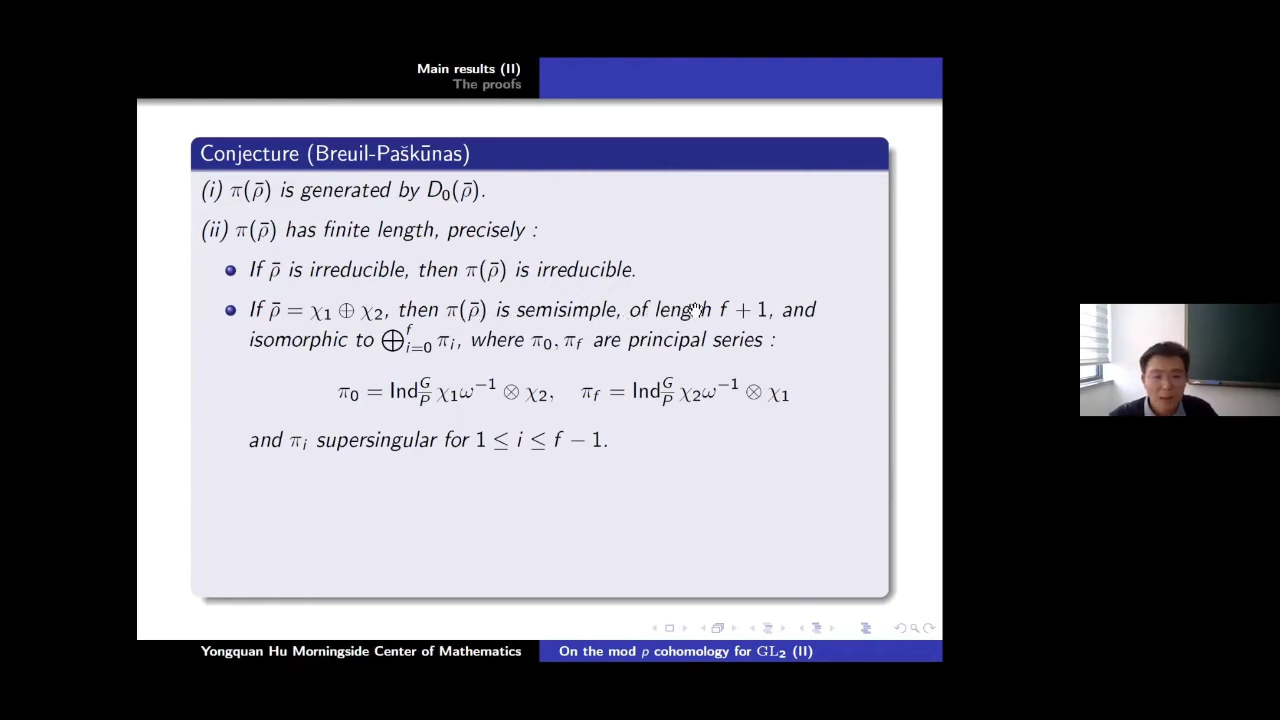 Main results (II)
The proofs
Conjecture (Breuil-Paškūnas)
(i) π(ρ̄) is generated by D₀(ρ̄).
(ii) π(ρ̄) has finite length, precisely :
If ρ̄ is irreducible, then π(ρ̄) is irreducible.
If ρ̄ = χ₁ ⊕ χ₂, then π(ρ̄) is semisimple, of length f + 1, and
isomorphic to ⨁ᶠᵢ₌₀ πᵢ, where π₀, π_f are principal series :
π₀ = Ind_P^G χ₁ω⁻¹ ⊗ χ₂, π_f = Ind_P^G χ₂ω⁻¹ ⊗ χ₁
and πᵢ supersingular for 1 ≤ i ≤ f − 1.
Yongquan Hu Morningside Center of Mathematics
On the mod p cohomology for GL₂ (II)